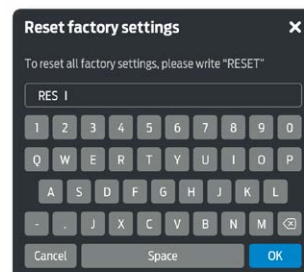 Reset factory settings ×
To reset all factory settings, please write "RESET"
RES I
1 2 3 4 5 6 7 8 9 0
Q W E R T Y U I O P
A S D F G H J K L
- . J X C V B N M
Cancel Space OK